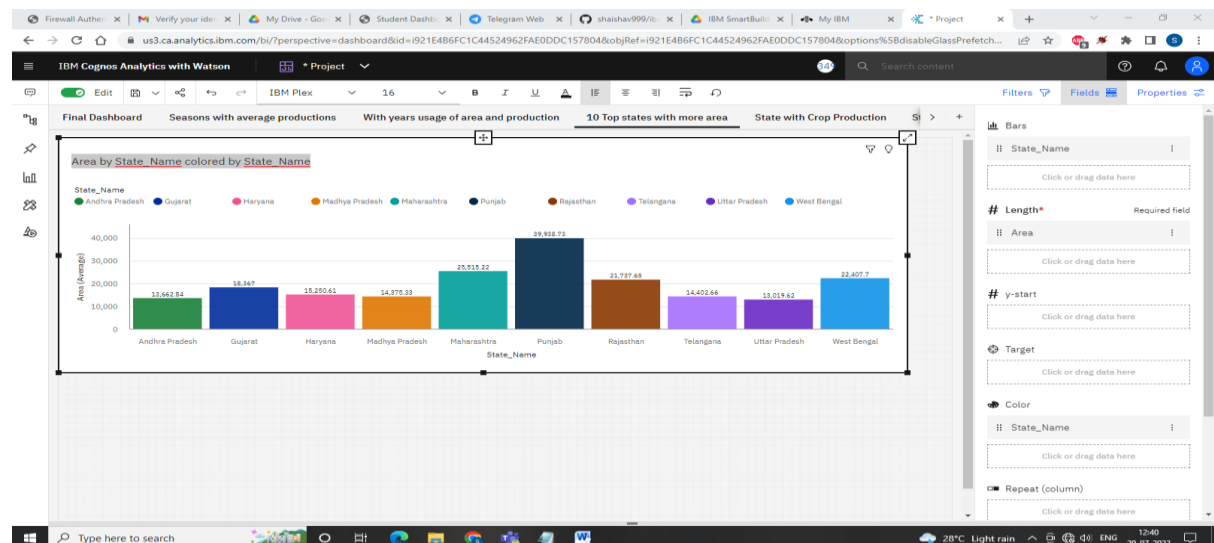 Firewall Authen
Verify your iden
My Drive - Goo
Student Dashbo
Telegram Web
IBM SmartBuild
My IBM
* Project
us3.ca.analytics.ibm.com/bi/?perspective=dashboard&id=i921E4B6FC1C44524962FAE0DDC157804&objRef=i921E4B6FC1C44524962FAE0DDC157804&options%5BdisableGlassPrefetch...
IBM Cognos Analytics with Watson
* Project
Search content
Edit
IBM Plex
16
B I U A
Filters
Fields
Properties
Final Dashboard
Seasons with average productions
With years usage of area and production
10 Top states with more area
State with Crop Production
Area by State_Name colored by State_Name
State_Name
Andhra Pradesh Gujarat Haryana Madhya Pradesh Maharashtra Punjab Rajasthan Telangana Uttar Pradesh West Bengal
Area (Average)
40,000
30,000
20,000
10,000
0
13,662.84
18,367
15,250.61
14,375.33
25,515.22
39,938.73
21,737.65
14,402.66
13,019.62
22,407.7
Andhra Pradesh Gujarat Haryana Madhya Pradesh Maharashtra Punjab Rajasthan Telangana Uttar Pradesh West Bengal
State_Name
Bars
State_Name
Click or drag data here
# Length*
Required field
Area
Click or drag data here
# y-start
Click or drag data here
Target
Click or drag data here
Color
State_Name
Click or drag data here
Repeat (column)
Click or drag data here
Type here to search
28°C Light rain
ENG
12:40